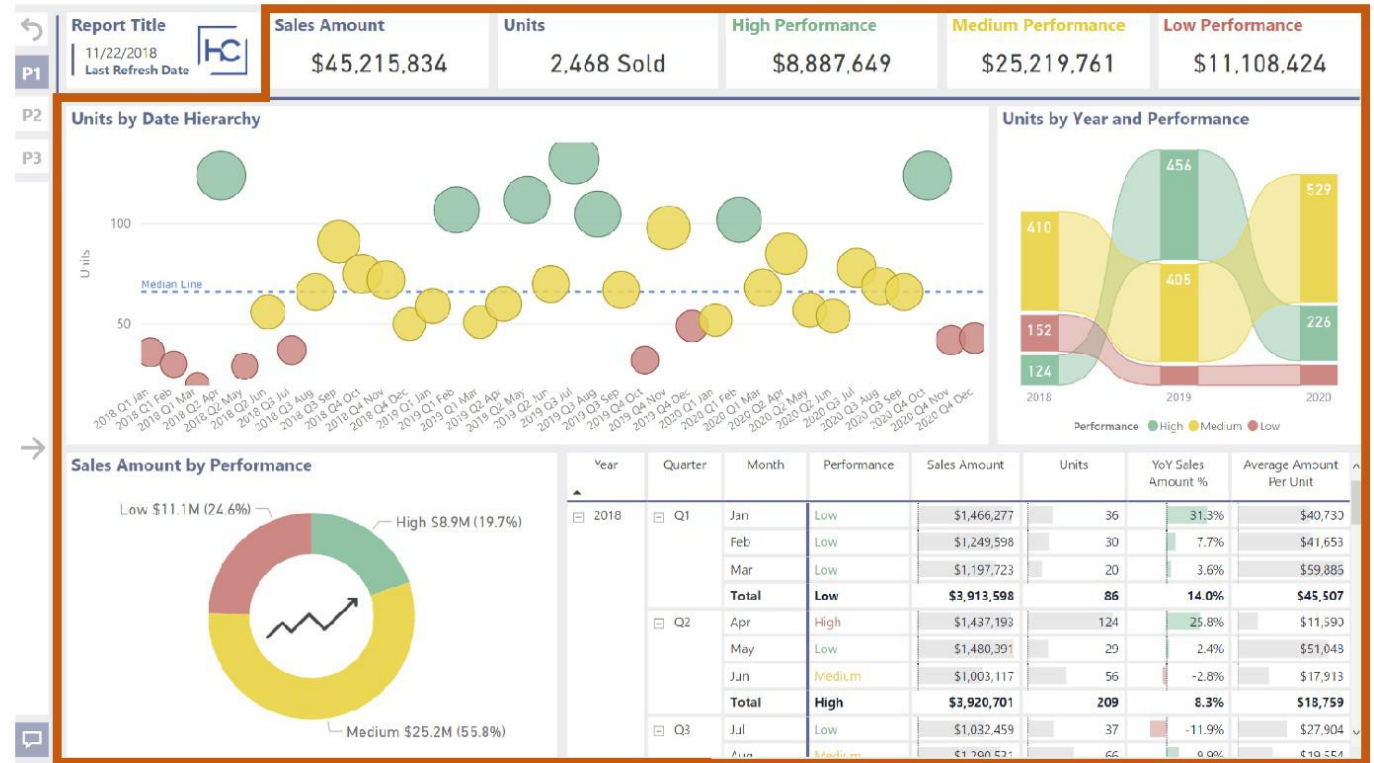 Report Title
11/22/2018
Last Refresh Date
HC
Sales Amount
$45,215,834
Units
2,468 Sold
High Performance
$8,887,649
Medium Performance
$25,219,761
Low Performance
$11,108,424
P1
P2
P3
Units by Date Hierarchy
Units
100
50
Median Line
2018 Q1 Jan
2018 Q1 Feb
2018 Q1 Mar
2018 Q2 Apr
2018 Q2 May
2018 Q2 Jun
2018 Q3 Jul
2018 Q3 Aug
2018 Q3 Sep
2018 Q4 Oct
2018 Q4 Nov
2018 Q4 Dec
2019 Q1 Jan
2019 Q1 Feb
2019 Q1 Mar
2019 Q2 Apr
2019 Q2 May
2019 Q2 Jun
2019 Q3 Jul
2019 Q3 Aug
2019 Q3 Sep
2019 Q4 Oct
2019 Q4 Nov
2019 Q4 Dec
2020 Q1 Jan
2020 Q1 Feb
2020 Q1 Mar
2020 Q2 Apr
2020 Q2 May
2020 Q2 Jun
2020 Q3 Jul
2020 Q3 Aug
2020 Q3 Sep
2020 Q4 Oct
2020 Q4 Nov
2020 Q4 Dec
Units by Year and Performance
410
152
124
456
405
529
226
2018 2019 2020
Performance High Medium Low
Sales Amount by Performance
Low $11.1M (24.6%)
High $8.9M (19.7%)
Medium $25.2M (55.8%)
Year Quarter Month Performance Sales Amount Units YoY Sales Amount % Average Amount Per Unit
2018 Q1 Jan Low $1,466,277 36 31.3% $40,730
Feb Low $1,249,598 30 7.7% $41,653
Mar Low $1,197,723 20 3.6% $59,886
Total Low $3,913,598 86 14.0% $45,507
Q2 Apr High $1,437,193 124 25.8% $11,590
May Low $1,480,391 29 2.4% $51,048
Jun Medium $1,003,117 56 -2.8% $17,913
Total High $3,920,701 209 8.3% $18,759
Q3 Jul Low $1,032,459 37 -11.9% $27,904
Aug Medium $1,290,531 66 9.9% $19,554